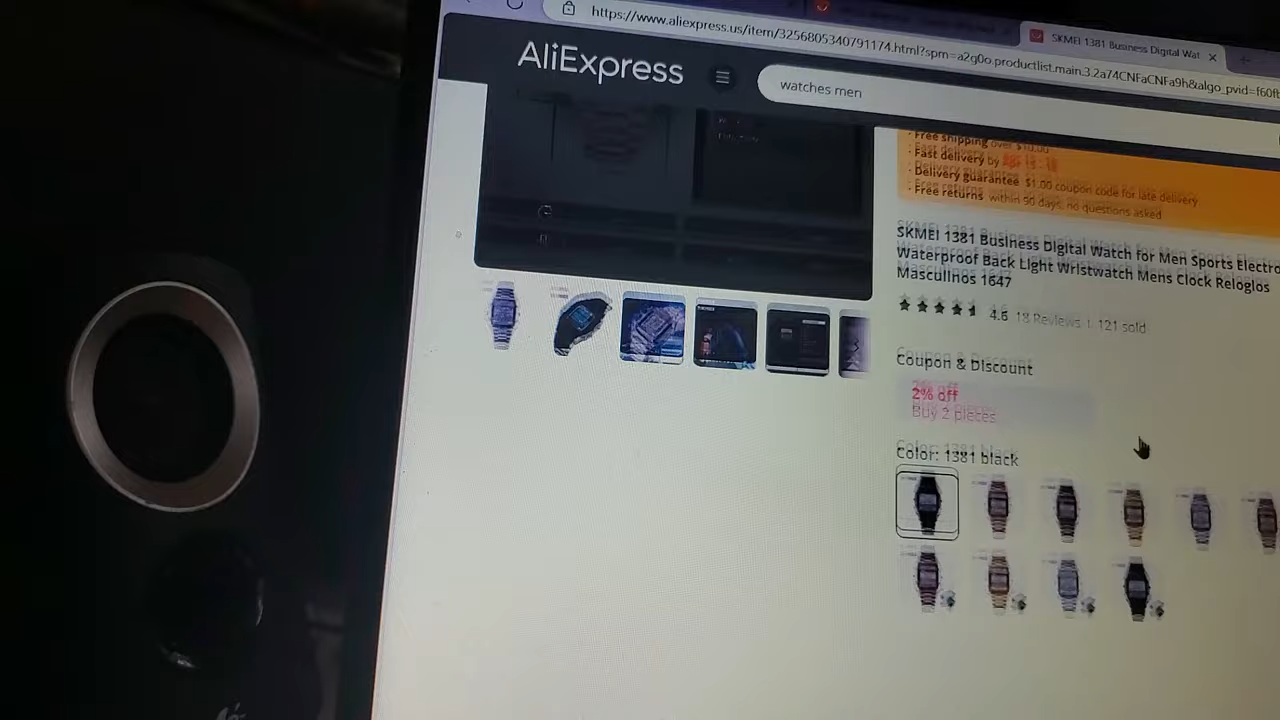 https://www.aliexpress.us/item/3256805340791174.html?spm=a2g0o.productlist.main.3.2a74CNFaCNFa9h&algo_pvid=f60f
SKMEI 1381 Business Digital Wat
AliExpress
watches men
· Free shipping over $10.00
· Fast delivery by
· Delivery guarantee $1.00 coupon code for late delivery
· Free returns within 90 days, no questions asked
SKMEI 1381 Business Digital Watch for Men Sports Electro
Waterproof Back Light Wristwatch Mens Clock Reloglos
Masculinos 1647
4.6 18 Reviews | 121 sold
Coupon & Discount
2% off
Buy 2 pieces
Color: 1381 black